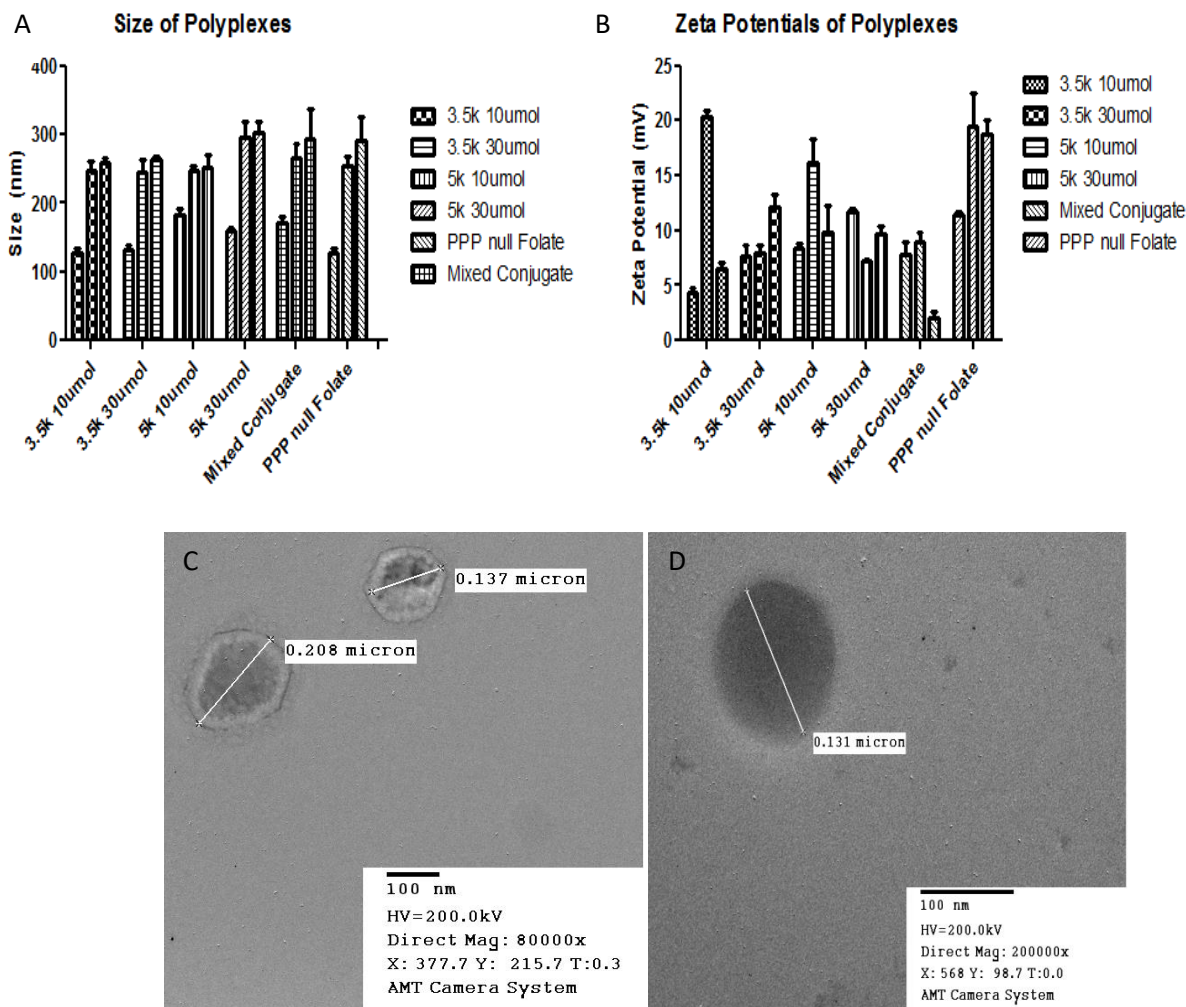 A
Size of Polyplexes
Size (nm)
400
300
200
100
0
3.5k 10umol
3.5k 30umol
5k 10umol
5k 30umol
Mixed Conjugate
PPP null Folate
3.5k 10umol
3.5k 30umol
5k 10umol
5k 30umol
PPP null Folate
Mixed Conjugate
B
Zeta Potentials of Polyplexes
Zeta Potential (mV)
25
20
15
10
5
0
3.5k 10umol
3.5k 30umol
5k 10umol
5k 30umol
Mixed Conjugate
PPP null Folate
3.5k 10umol
3.5k 30umol
5k 10umol
5k 30umol
Mixed Conjugate
PPP null Folate
C
0.137 micron
0.208 micron
100 nm
HV=200.0kV
Direct Mag: 80000x
X: 377.7 Y: 215.7 T:0.3
AMT Camera System
D
0.131 micron
100 nm
HV=200.0kV
Direct Mag: 200000x
X: 568 Y: 98.7 T:0.0
AMT Camera System